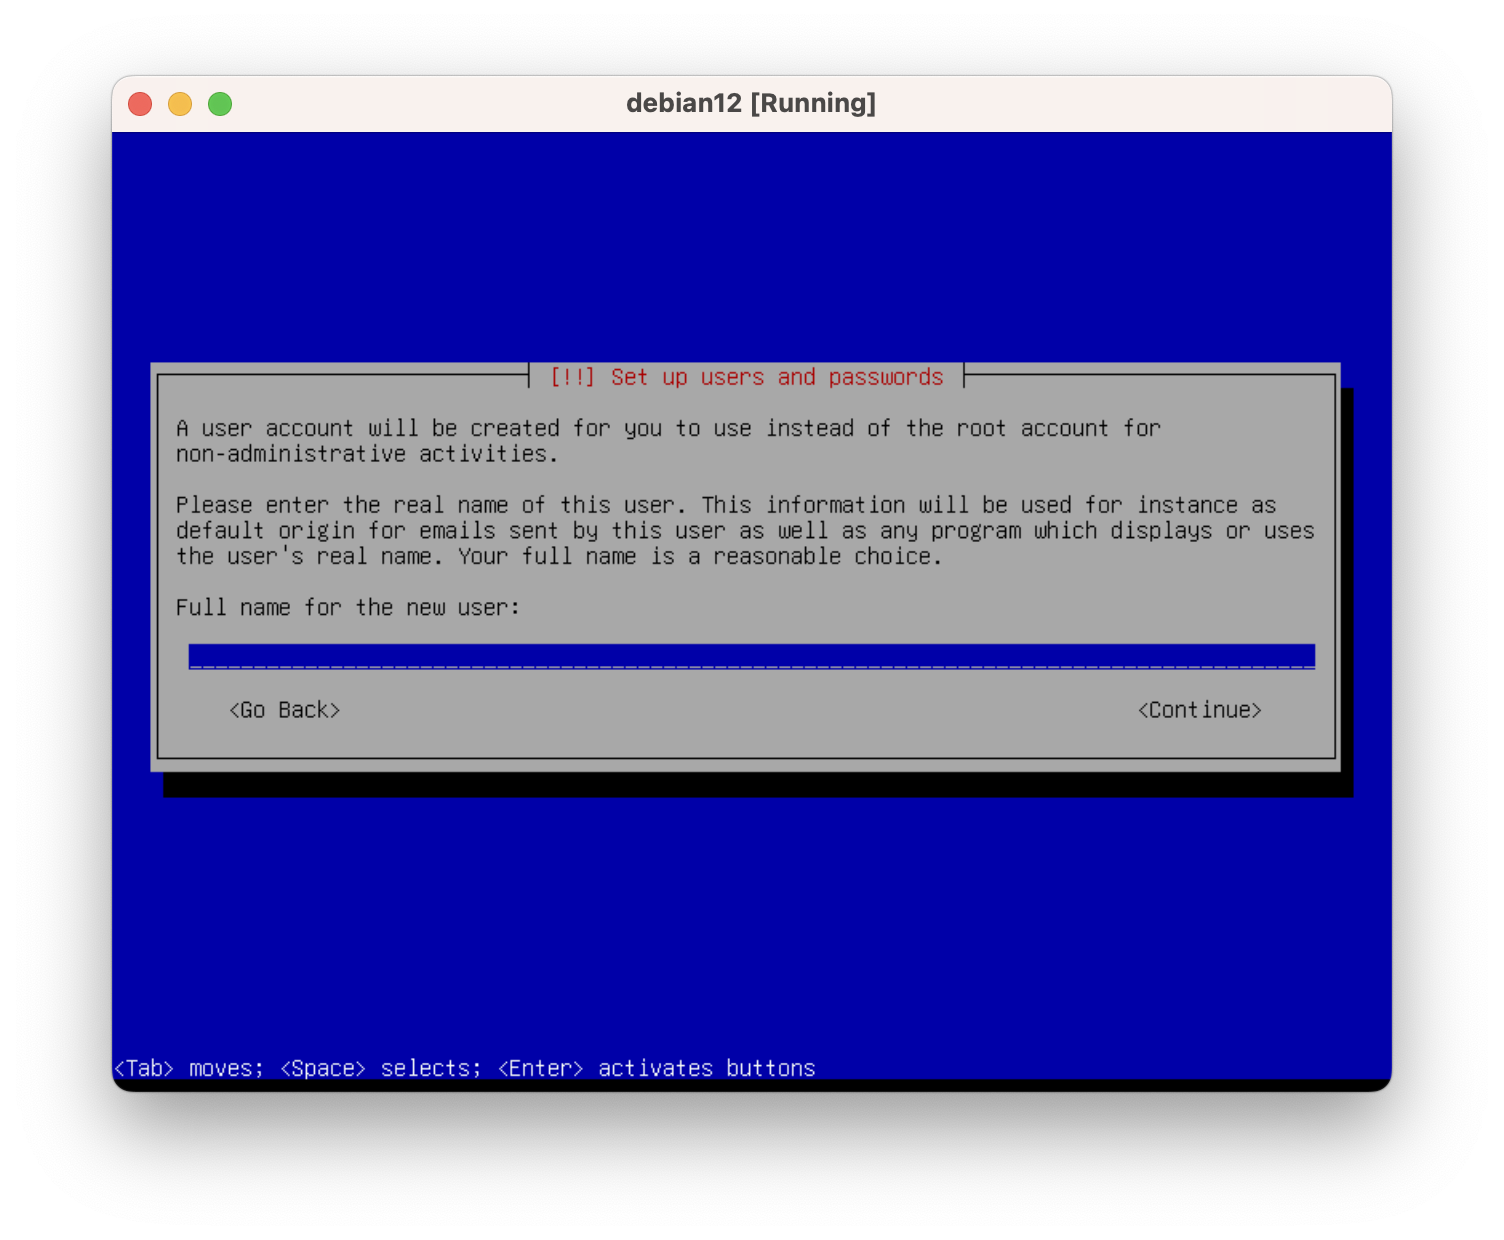 debian12 [Running]
[!!] Set up users and passwords
A user account will be created for you to use instead of the root account for
non-administrative activities.
Please enter the real name of this user. This information will be used for instance as
default origin for emails sent by this user as well as any program which displays or uses
the user's real name. Your full name is a reasonable choice.
Full name for the new user:
<Go Back> <Continue>
<Tab> moves; <Space> selects; <Enter> activates buttons